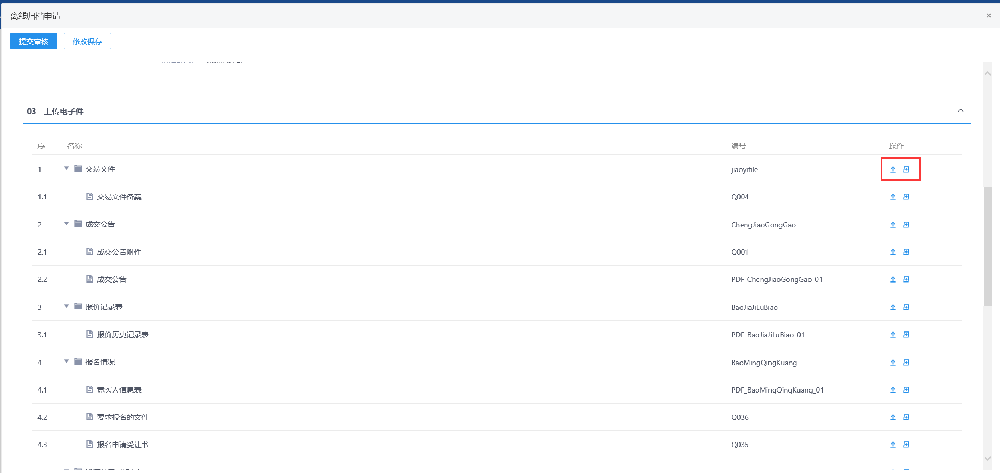 离线归档申请
提交审核 修改保存
03 上传电子件
序 名称 编号 操作
1 交易文件 jiaoyifile
1.1 交易文件备案 Q004
2 成交公告 ChengJiaoGongGao
2.1 成交公告附件 Q001
2.2 成交公告 PDF_ChengJiaoGongGao_01
3 报价记录表 BaoJiaJiLuBiao
3.1 报价历史记录表 PDF_BaoJiaJiLuBiao_01
4 报名情况 BaoMingQingKuang
4.1 竞买人信息表 PDF_BaoMingQingKuang_01
4.2 要求报名的文件 Q036
4.3 报名申请受让书 Q035